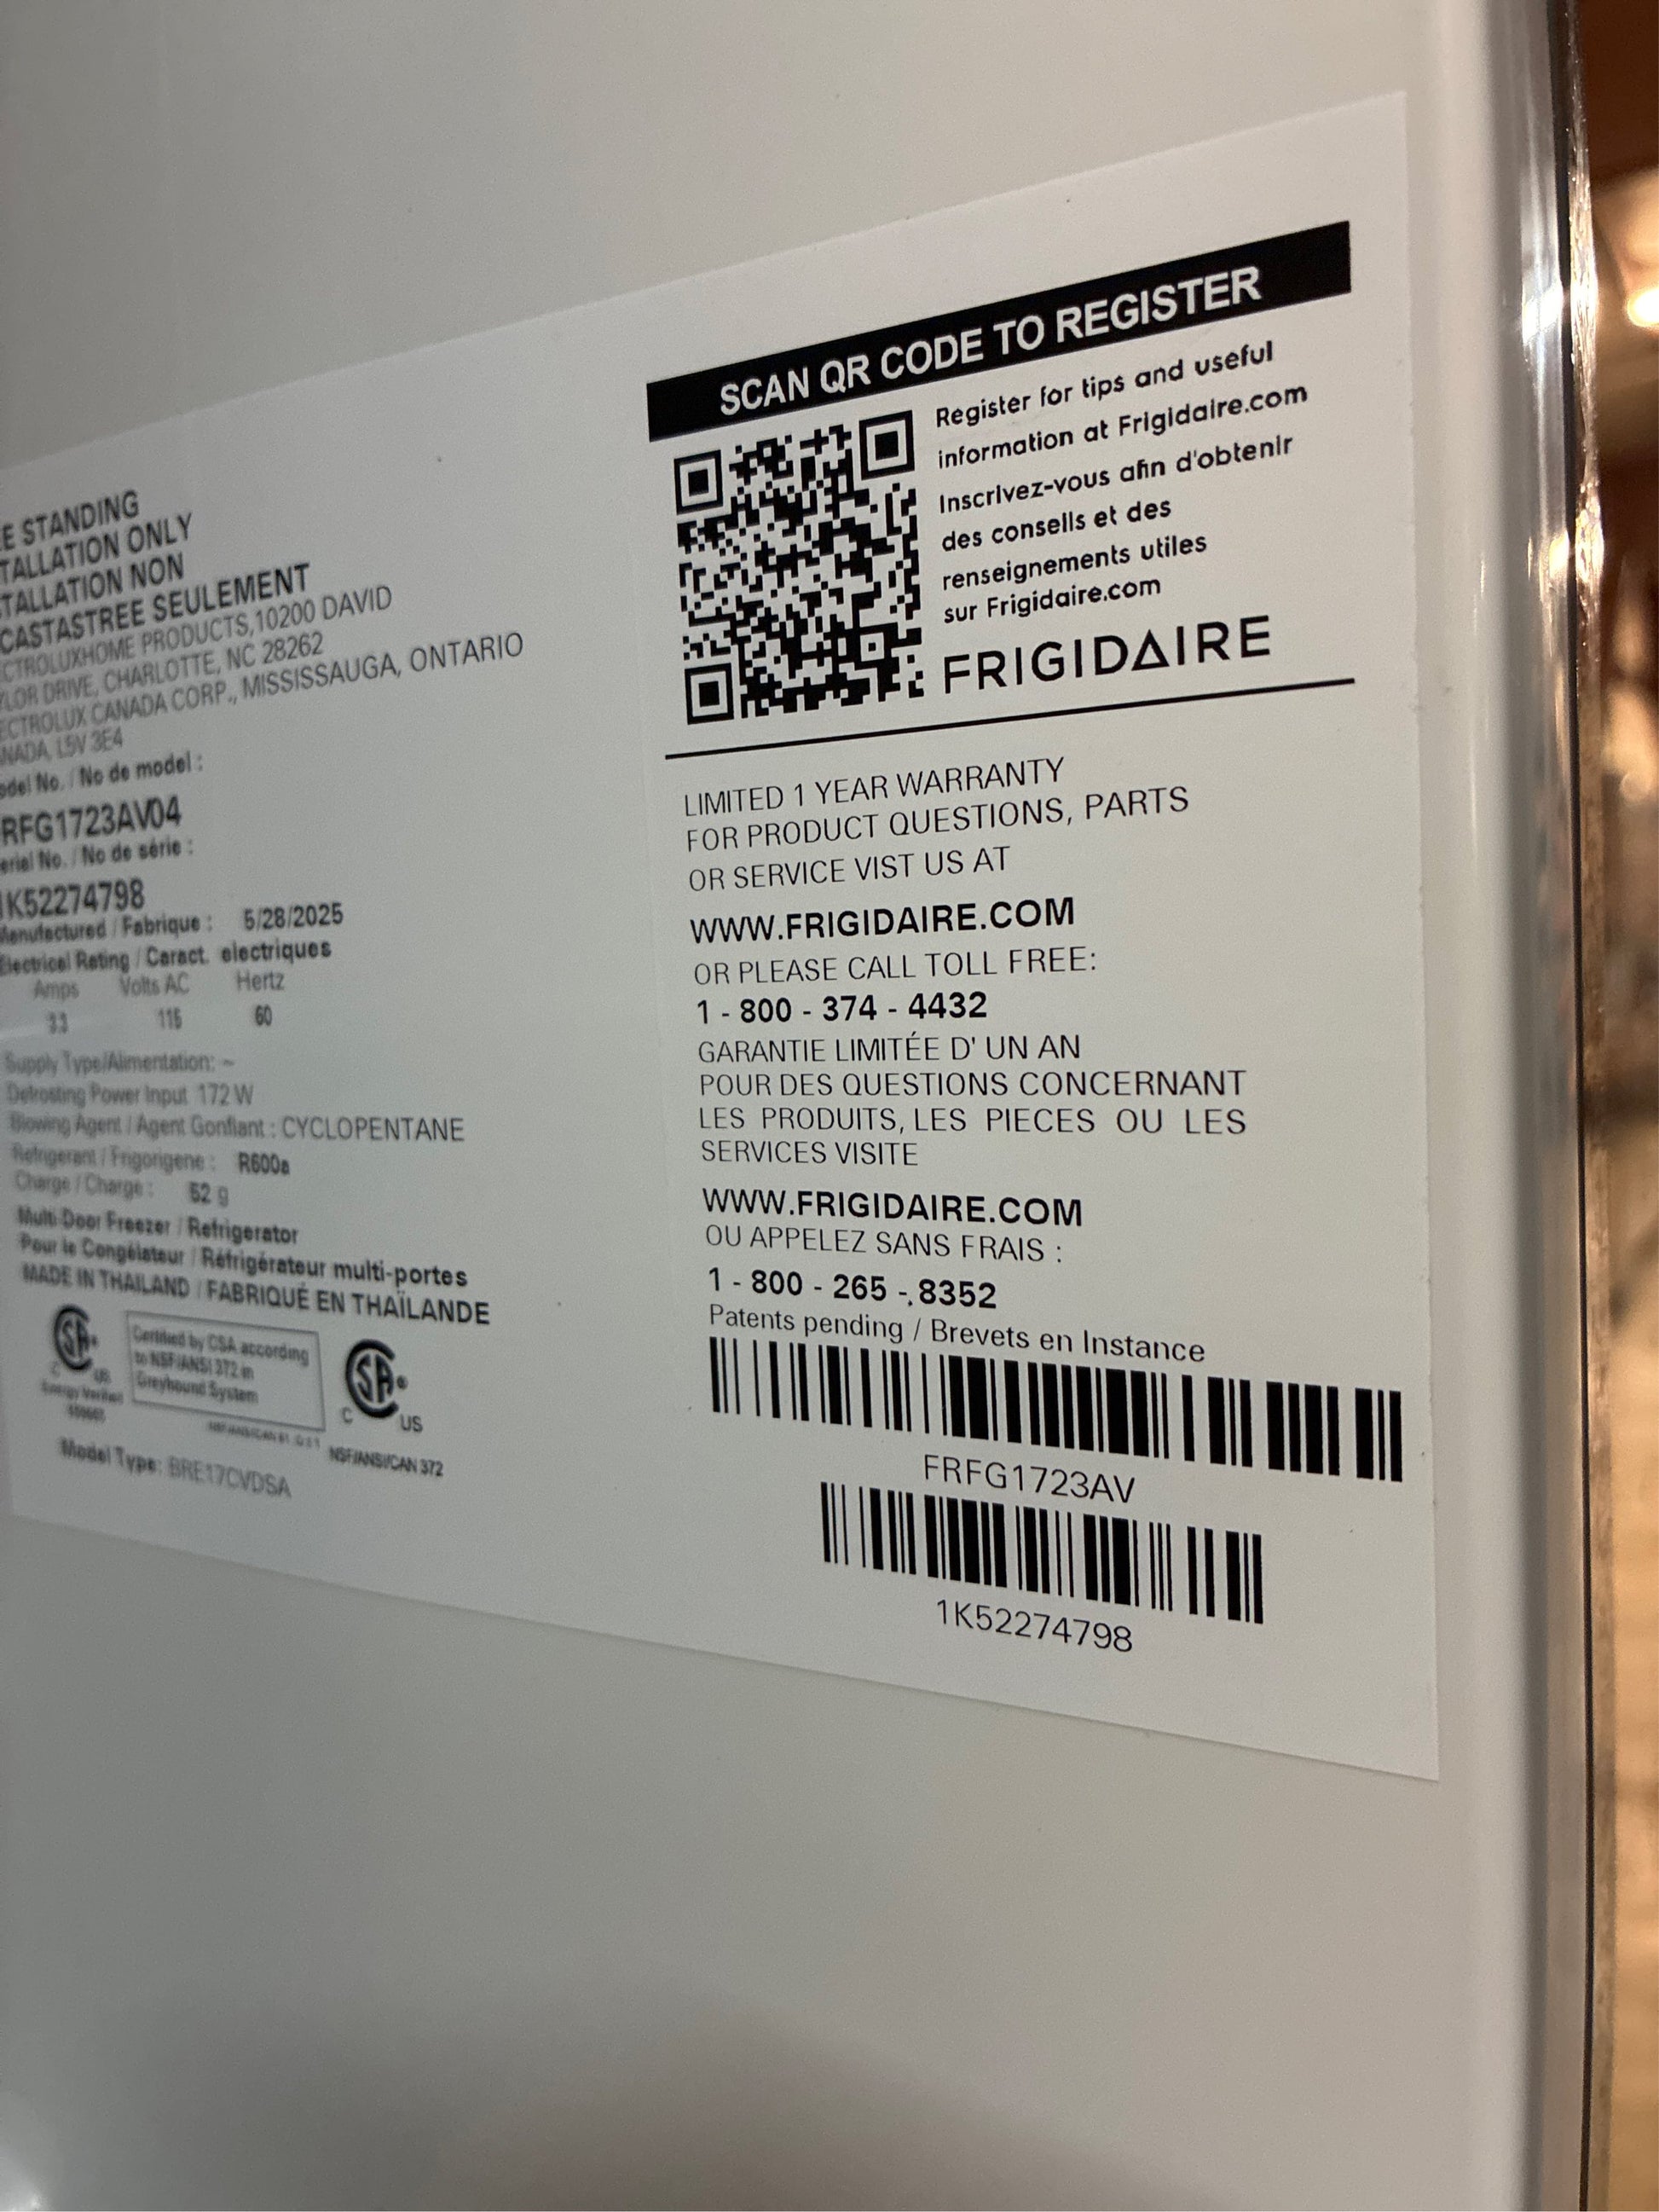 E STANDING
TALLATION ONLY
TALLATION NON
CASTASTREE SEULEMENT
CTROLUXHOME PRODUCTS,10200 DAVID
YLOR DRIVE, CHARLOTTE, NC 28262
ECTROLUX CANADA CORP., MISSISSAUGA, ONTARIO
NADA, L5V 3E4
odel No. / No de model :
RFG1723AV04
erial No. / No de série :
1K52274798
Manufactured / Fabrique : 5/28/2025
Electrical Rating / Caract. electriques
Amps Volts AC Hertz
3.3 115 60
Supply Type/Alimentation: ~
Defrosting Power Input 172 W
Blowing Agent / Agent Gonflant : CYCLOPENTANE
Refrigerant / Frigorigene : R600a
Charge / Charge : 52 g
Multi-Door Freezer / Refrigerator
Pour le Congélateur / Réfrigérateur multi-portes
MADE IN THAILAND / FABRIQUÉ EN THAÏLANDE
Certified by CSA according
to NSF/ANSI 372 in
Greyhound System
C US
Energy Verified
C US
NSF/ANSI/CAN 372
Model Type: BRE17CVDSA
SCAN QR CODE TO REGISTER
Register for tips and useful
information at Frigidaire.com
Inscrivez-vous afin d'obtenir
des conseils et des
renseignements utiles
sur Frigidaire.com
FRIGIDAIRE
LIMITED 1 YEAR WARRANTY
FOR PRODUCT QUESTIONS, PARTS
OR SERVICE VIST US AT
WWW.FRIGIDAIRE.COM
OR PLEASE CALL TOLL FREE:
1 - 800 - 374 - 4432
GARANTIE LIMITÉE D' UN AN
POUR DES QUESTIONS CONCERNANT
LES PRODUITS, LES PIECES OU LES
SERVICES VISITE
WWW.FRIGIDAIRE.COM
OU APPELEZ SANS FRAIS :
1 - 800 - 265 - 8352
Patents pending / Brevets en Instance
FRFG1723AV
1K52274798